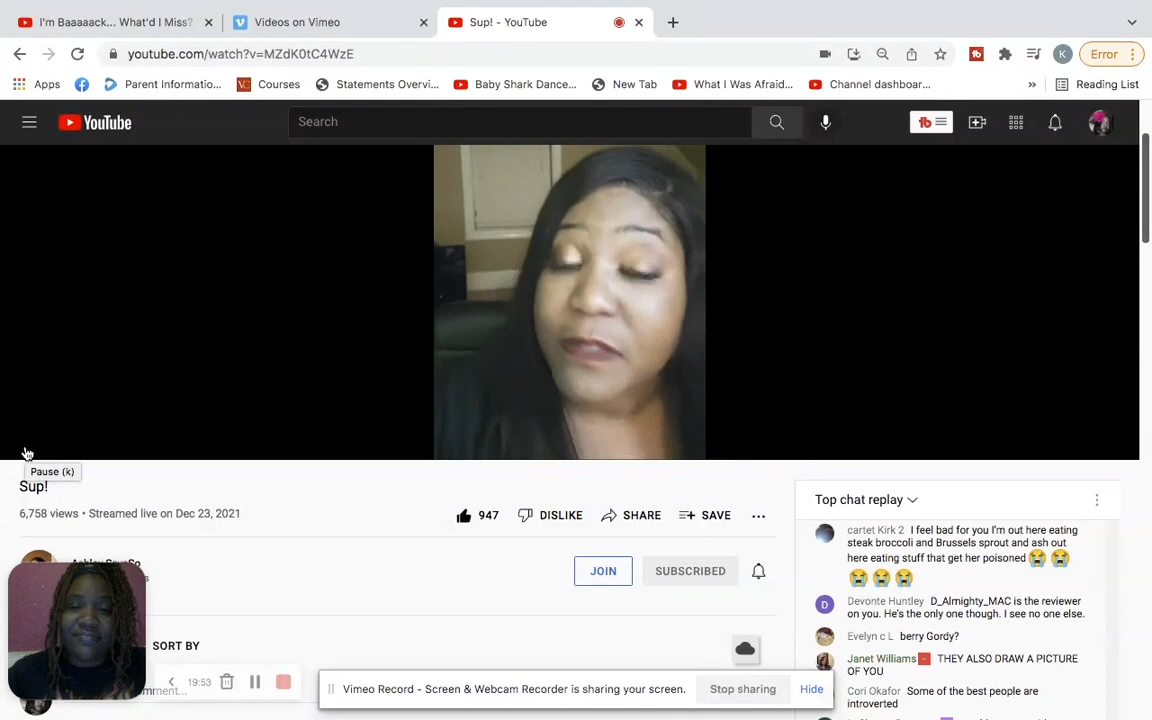 I'm Baaaaack... What'd I Miss?
Videos on Vimeo
Sup! - YouTube
youtube.com/watch?v=MZdK0tC4WzE
Error
Apps
Parent Informatio...
Courses
Statements Overvi...
Baby Shark Dance...
New Tab
What I Was Afraid...
Channel dashboar...
»
Reading List
YouTube
Search
tb
Pause (k)
Sup!
6,758 views • Streamed live on Dec 23, 2021
947
DISLIKE
SHARE
SAVE
JOIN
SUBSCRIBED
SORT BY
19:53
Vimeo Record - Screen & Webcam Recorder is sharing your screen.
Stop sharing
Hide
Top chat replay
cartet Kirk 2 I feel bad for you I'm out here eating
steak broccoli and Brussels sprout and ash out
here eating stuff that get her poisoned 😭 😭
😭 😭 😭
Devonte Huntley D_Almighty_MAC is the reviewer
on you. He's the only one though. I see no one else.
Evelyn c L berry Gordy?
Janet Williams THEY ALSO DRAW A PICTURE
OF YOU
Cori Okafor Some of the best people are
introverted